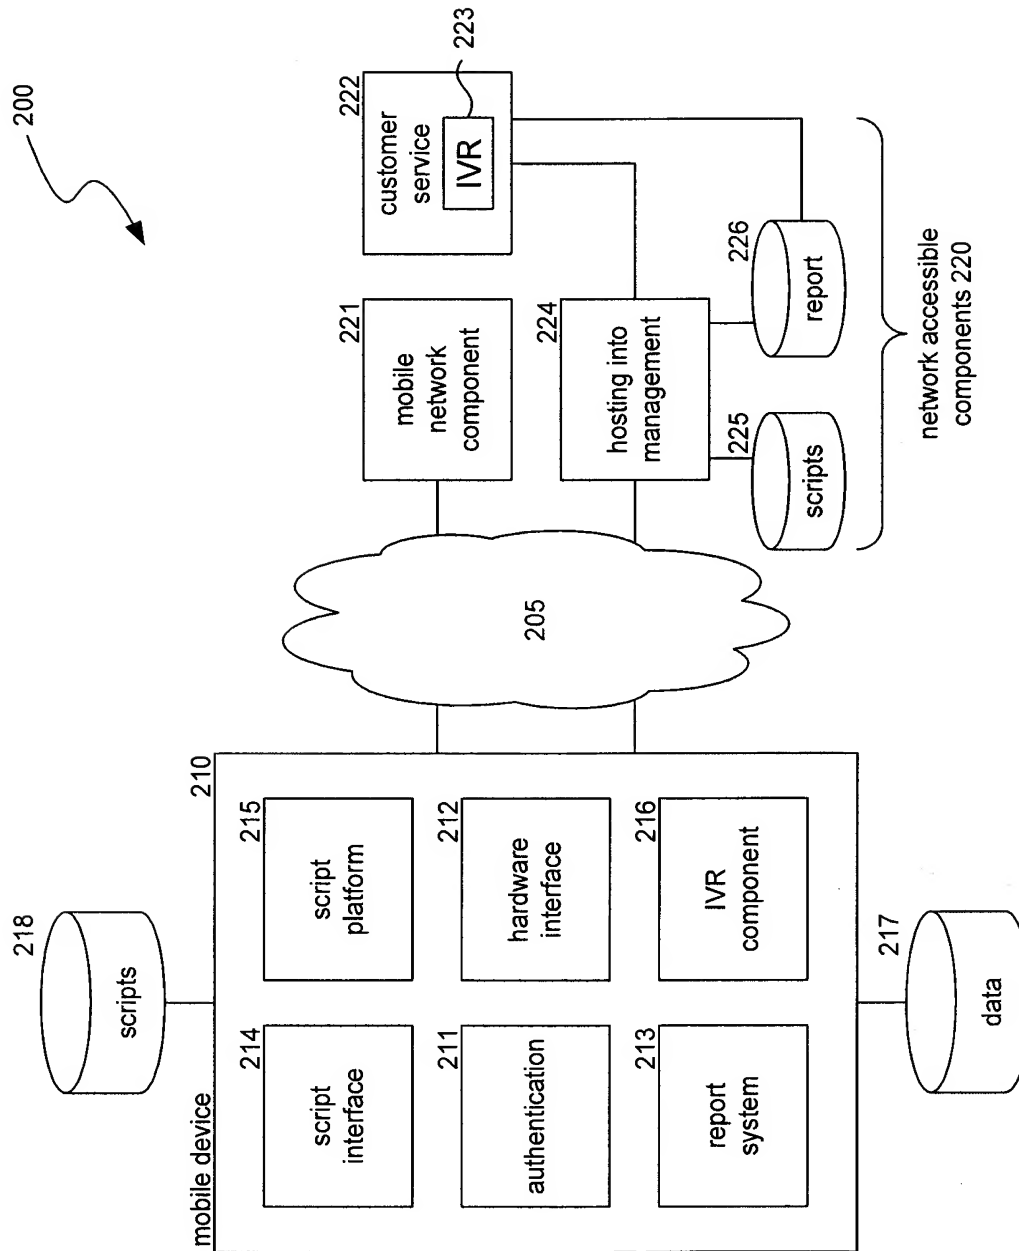 200
218
scripts
mobile device
210
214
script
interface
215
script
platform
211
authentication
212
hardware
interface
213
report
system
216
IVR
component
217
data
205
221
mobile
network
component
222
customer
service
IVR
223
224
hosting into
management
225
scripts
226
report
network accessible
components 220